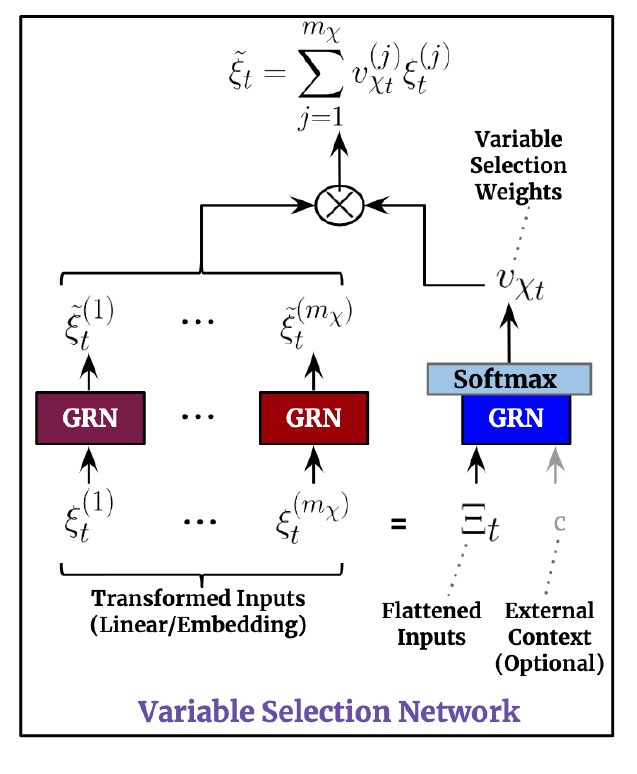 $\tilde{\xi}_t = \sum_{j=1}^{m_\chi} v_{\chi_t}^{(j)} \xi_t^{(j)}$
Variable
Selection
Weights
$v_{\chi_t}$
$\tilde{\xi}_t^{(1)}$ ... $\tilde{\xi}_t^{(m_\chi)}$
Softmax
GRN ... GRN GRN
$\xi_t^{(1)}$ ... $\xi_t^{(m_\chi)}$ = $\Xi_t$ c
Transformed Inputs
(Linear/Embedding)
Flattened
Inputs
External
Context
(Optional)
Variable Selection Network